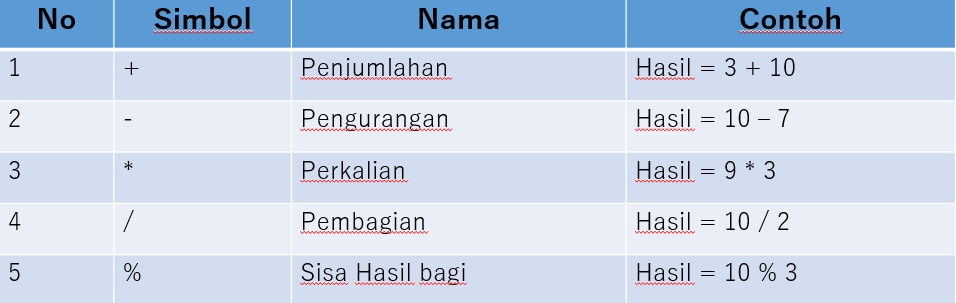 No Simbol Nama Contoh
1 + Penjumlahan Hasil = 3 + 10
2 - Pengurangan Hasil = 10 – 7
3 * Perkalian Hasil = 9 * 3
4 / Pembagian Hasil = 10 / 2
5 % Sisa Hasil bagi Hasil = 10 % 3